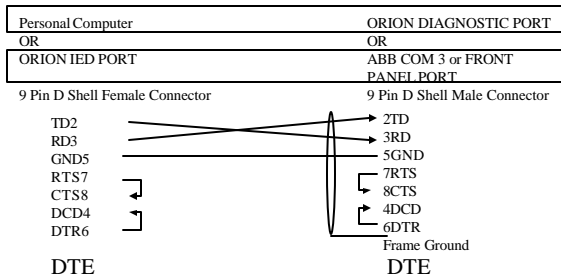 Personal Computer ORION DIAGNOSTIC PORT
OR OR
ORION IED PORT ABB COM 3 or FRONT
PANEL PORT
9 Pin D Shell Female Connector 9 Pin D Shell Male Connector
TD2 2TD
RD3 3RD
GND5 5GND
RTS7 7RTS
CTS8 8CTS
DCD4 4DCD
DTR6 6DTR
Frame Ground
DTE DTE